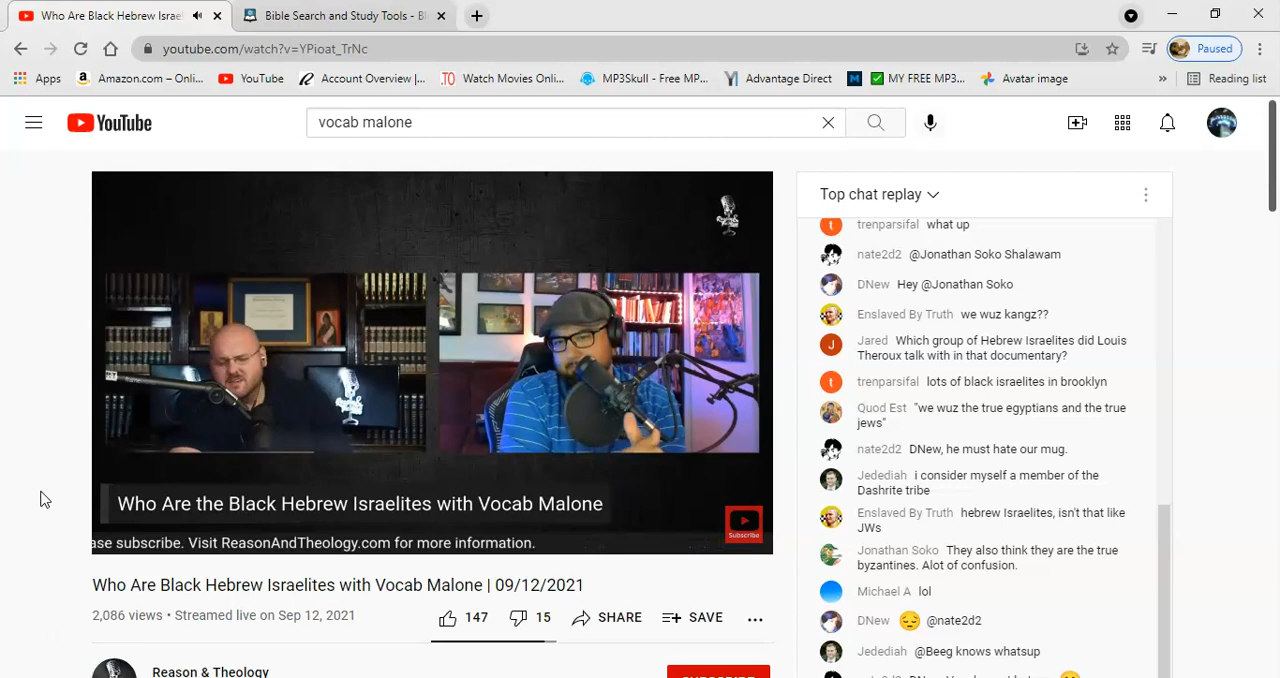 Who Are Black Hebrew Israel
Bible Search and Study Tools - Bl
youtube.com/watch?v=YPioat_TrNc
Paused
Apps
Amazon.com – Onli...
YouTube
Account Overview |...
Watch Movies Onlin...
MP3Skull - Free MP...
Advantage Direct
MY FREE MP3...
Avatar image
»
Reading list
YouTube
vocab malone
Top chat replay
trenparsifal what up
nate2d2 @Jonathan Soko Shalawam
DNew Hey @Jonathan Soko
Enslaved By Truth we wuz kangz??
Jared Which group of Hebrew Israelites did Louis
Theroux talk with in that documentary?
trenparsifal lots of black israelites in brooklyn
Quod Est "we wuz the true egyptians and the true
jews"
nate2d2 DNew, he must hate our mug.
Jedediah i consider myself a member of the
Dashrite tribe
Enslaved By Truth hebrew Israelites, isn't that like
JWs
Jonathan Soko They also think they are the true
byzantines. Alot of confusion.
Michael A lol
DNew @nate2d2
Jedediah @Beeg knows whatsup
Who Are the Black Hebrew Israelites with Vocab Malone
Subscribe
ase subscribe. Visit ReasonAndTheology.com for more information.
Who Are Black Hebrew Israelites with Vocab Malone | 09/12/2021
2,086 views • Streamed live on Sep 12, 2021
147
15
SHARE
SAVE
Reason & Theology